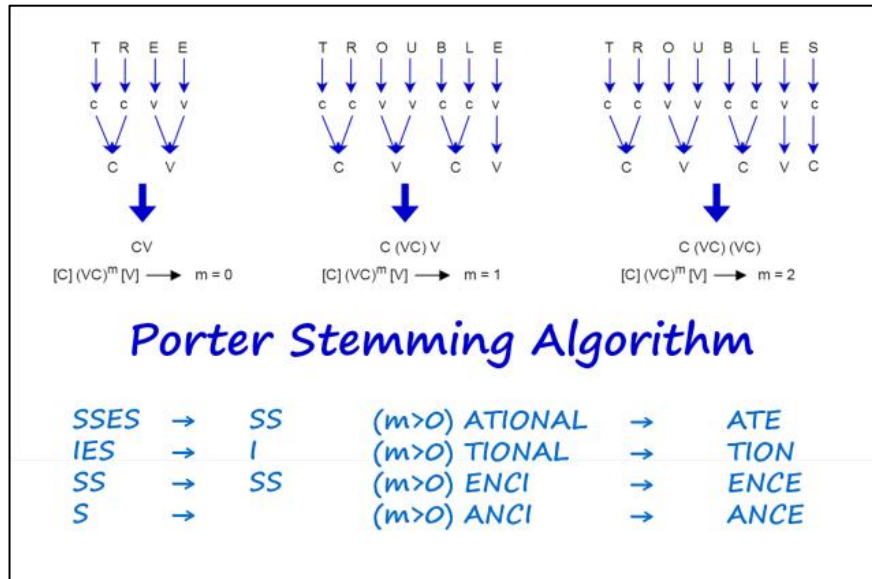 T R E E T R O U B L E T R O U B L E S
c c v v c c v v c c v c c v v c c v c
C V C V C V C V C V C
CV C (VC) V C (VC) (VC)
[C] (VC)^m [V] → m = 0 [C] (VC)^m [V] → m = 1 [C] (VC)^m [V] → m = 2
Porter Stemming Algorithm
SSES → SS (m>0) ATIONAL → ATE
IES → I (m>0) TIONAL → TION
SS → SS (m>0) ENCI → ENCE
S → (m>0) ANCI → ANCE